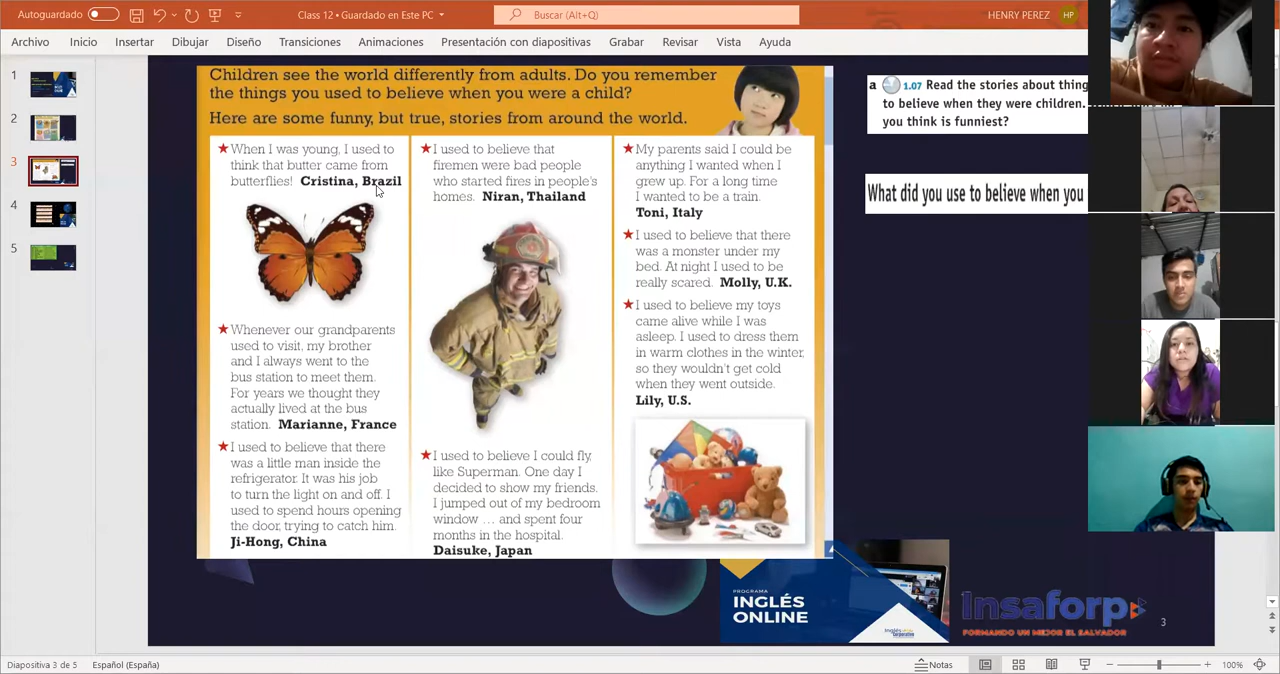 Autoguardado
Class 12 • Guardado en Este PC
Buscar (Alt+Q)
HENRY PEREZ
HP
Archivo Inicio Insertar Dibujar Diseño Transiciones Animaciones Presentación con diapositivas Grabar Revisar Vista Ayuda
1
2
3
4
5
Children see the world differently from adults. Do you remember
the things you used to believe when you were a child?
Here are some funny, but true, stories from around the world.
When I was young, I used to
think that butter came from
butterflies! Cristina, Brazil
Whenever our grandparents
used to visit, my brother
and I always went to the
bus station to meet them.
For years we thought they
actually lived at the bus
station. Marianne, France
I used to believe that there
was a little man inside the
refrigerator. It was his job
to turn the light on and off. I
used to spend hours opening
the door, trying to catch him.
Ji-Hong, China
I used to believe that
firemen were bad people
who started fires in people's
homes. Niran, Thailand
I used to believe I could fly,
like Superman. One day I
decided to show my friends.
I jumped out of my bedroom
window ... and spent four
months in the hospital.
Daisuke, Japan
My parents said I could be
anything I wanted when I
grew up. For a long time
I wanted to be a train.
Toni, Italy
I used to believe that there
was a monster under my
bed. At night I used to be
really scared. Molly, U.K.
I used to believe my toys
came alive while I was
asleep. I used to dress them
in warm clothes in the winter,
so they wouldn't get cold
when they went outside.
Lily, U.S.
a 1.07 Read the stories about thing
to believe when they were children.
you think is funniest?
What did you use to believe when you
PROGRAMA
INGLÉS
ONLINE
Insaforp
FORMANDO UN MEJOR EL SALVADOR
3
Diapositiva 3 de 5
Español (España)
Notas
100%